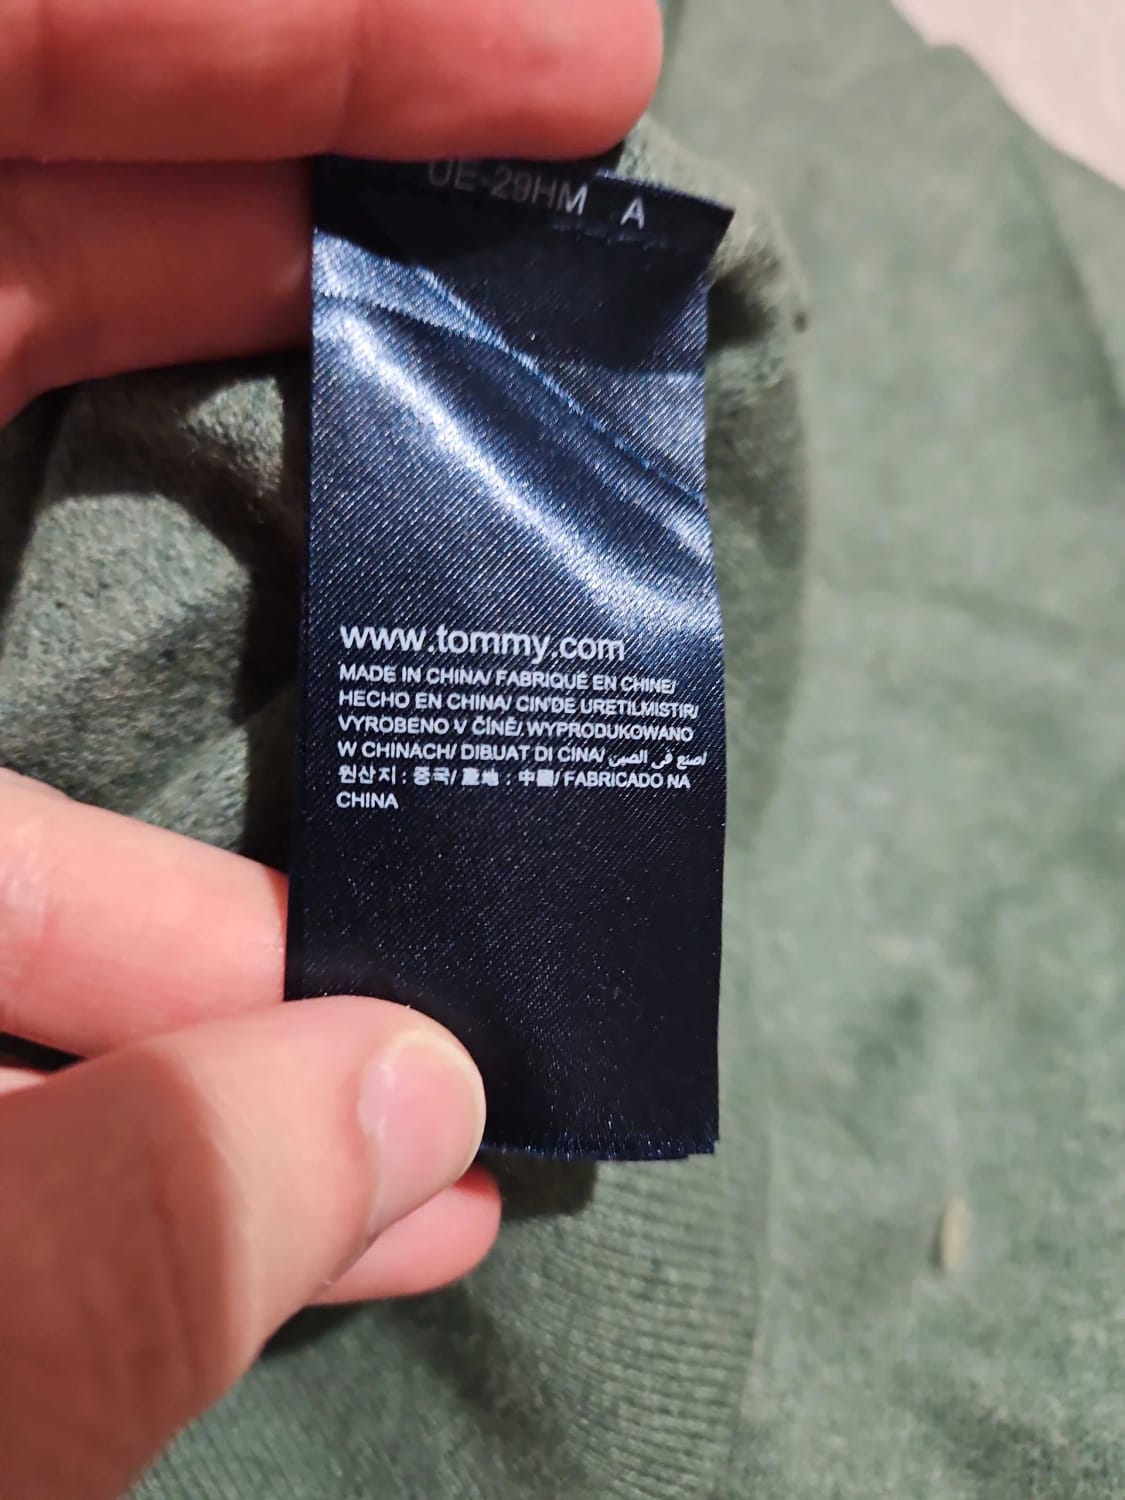 UE-29HM A
www.tommy.com
MADE IN CHINA/ FABRIQUÉ EN CHINE/
HECHO EN CHINA/ CIN'DE URETILMISTIR/
VYROBENO V ČÍNĚ/ WYPRODUKOWANO
W CHINACH/ DIBUAT DI CINA/ اصنع فى الصين/
원산지 : 중국/ 產地 : 中國/ FABRICADO NA
CHINA